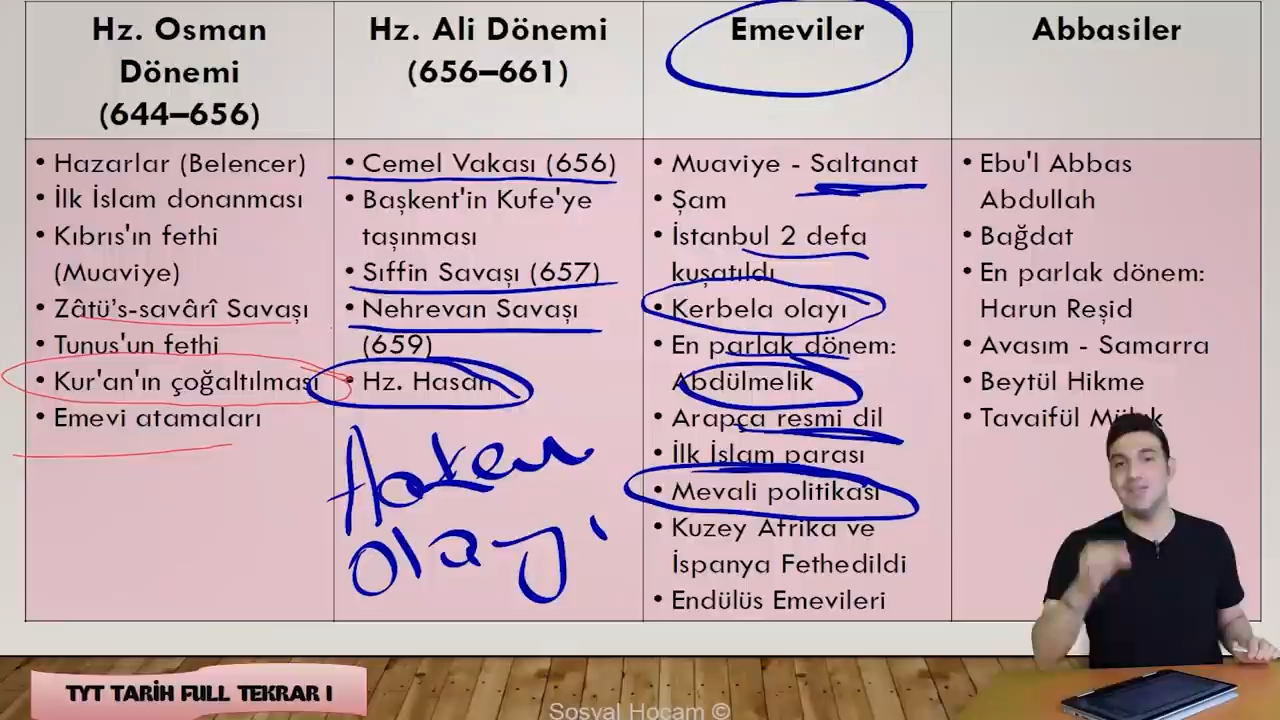 Hz. Osman
Dönemi
(644–656)
• Hazarlar (Belencer)
• İlk İslam donanması
• Kıbrıs'ın fethi
(Muaviye)
• Zâtü's-savârî Savaşı
• Tunus'un fethi
• Kur'an'ın çoğaltılması
• Emevi atamaları
Hz. Ali Dönemi
(656–661)
• Cemel Vakası (656)
• Başkent'in Kufe'ye
taşınması
• Sıffin Savaşı (657)
• Nehrevan Savaşı
(659)
• Hz. Hasan
Hakem
olayı
Emeviler
• Muaviye - Saltanat
• Şam
• İstanbul 2 defa
kuşatıldı
• Kerbela olayı
• En parlak dönem:
Abdülmelik
• Arapça resmi dil
• İlk İslam parası
• Mevali politikası
• Kuzey Afrika ve
İspanya Fethedildi
• Endülüs Emevileri
Abbasiler
• Ebu'l Abbas
Abdullah
• Bağdat
• En parlak dönem:
Harun Reşid
• Avasım - Samarra
• Beytül Hikme
• Tavaifül Mülük
TYT TARİH FULL TEKRAR I
Sosyal Hocam ©